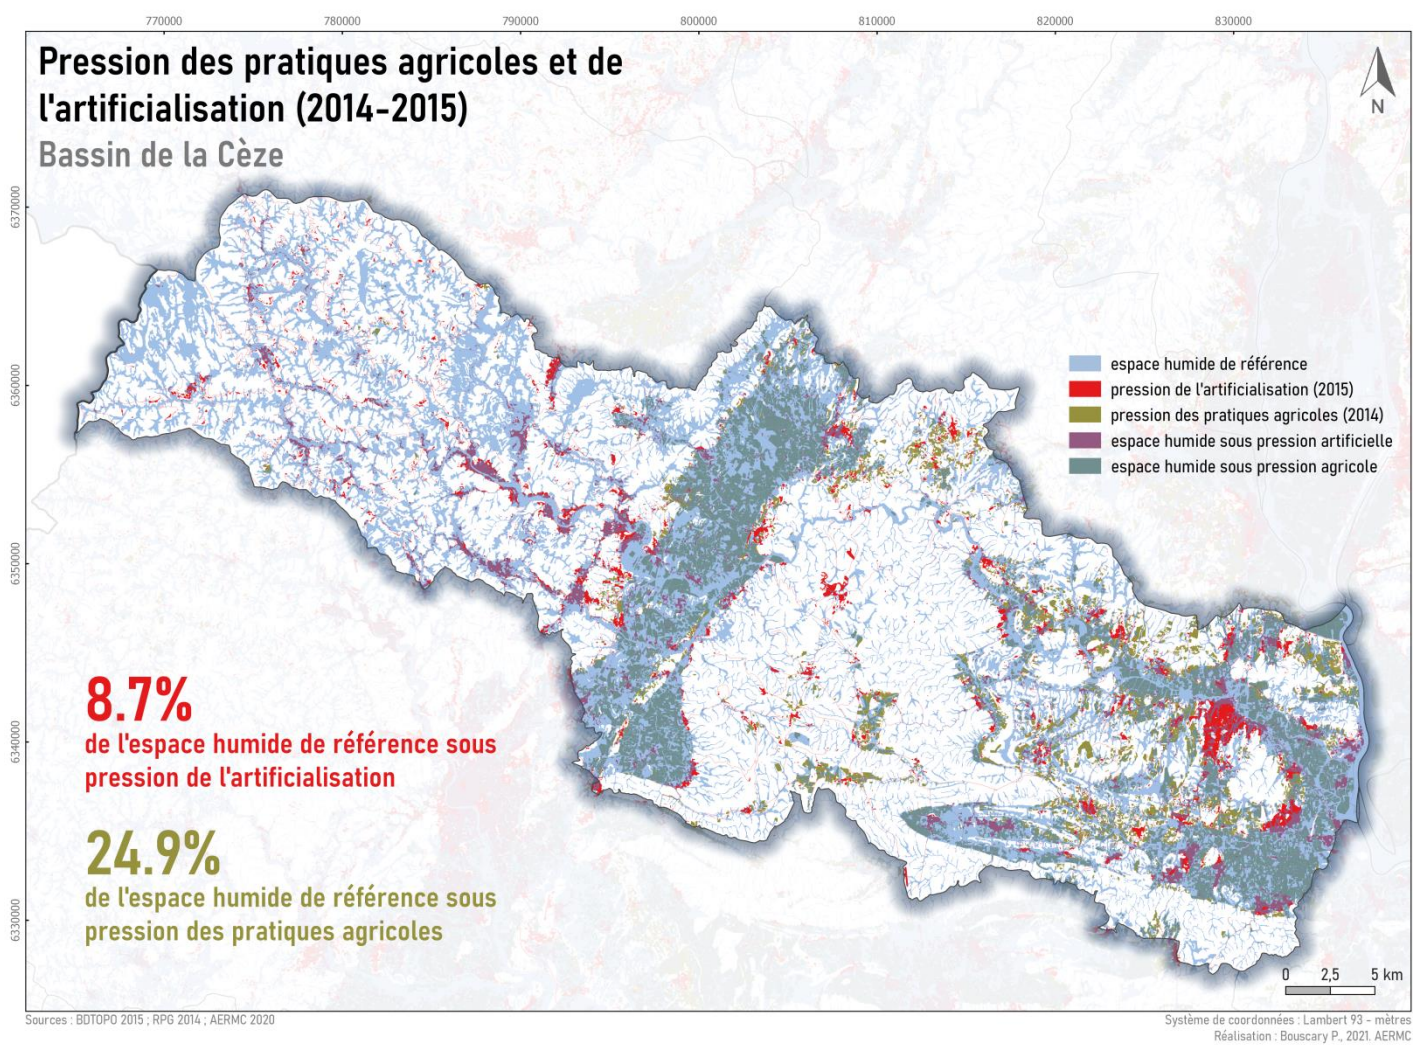 770000 780000 790000 800000 810000 820000 830000
Pression des pratiques agricoles et de
l'artificialisation (2014-2015)
Bassin de la Cèze
N
6370000
6360000
6350000
6340000
6330000
espace humide de référence
pression de l'artificialisation (2015)
pression des pratiques agricoles (2014)
espace humide sous pression artificielle
espace humide sous pression agricole
8.7%
de l'espace humide de référence sous
pression de l'artificialisation
24.9%
de l'espace humide de référence sous
pression des pratiques agricoles
0 2,5 5 km
Sources : BDTOPO 2015 ; RPG 2014 ; AERMC 2020
Système de coordonnées : Lambert 93 - mètres
Réalisation : Bouscary P., 2021. AERMC